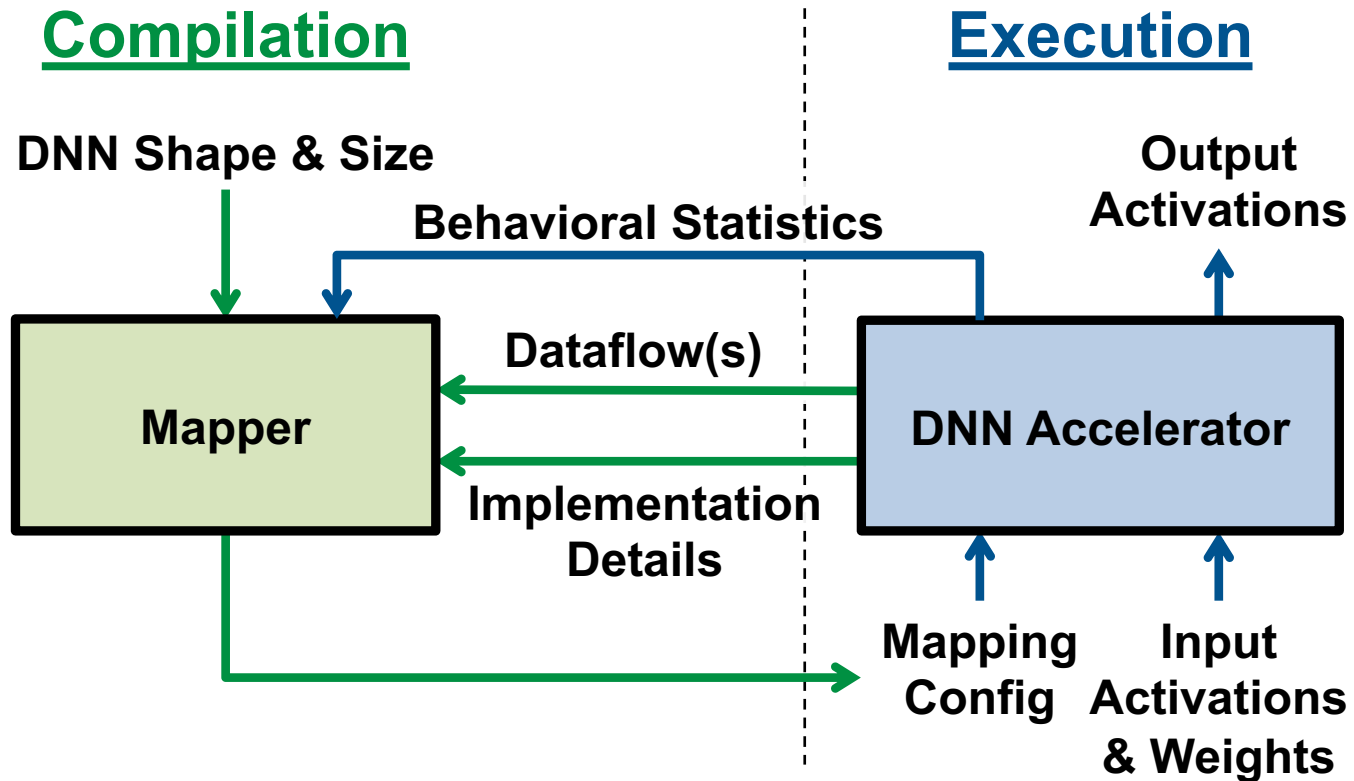 Compilation
Execution
DNN Shape & Size
Output
Activations
Behavioral Statistics
Dataflow(s)
Mapper
DNN Accelerator
Implementation
Details
Mapping
Config
Input
Activations
& Weights